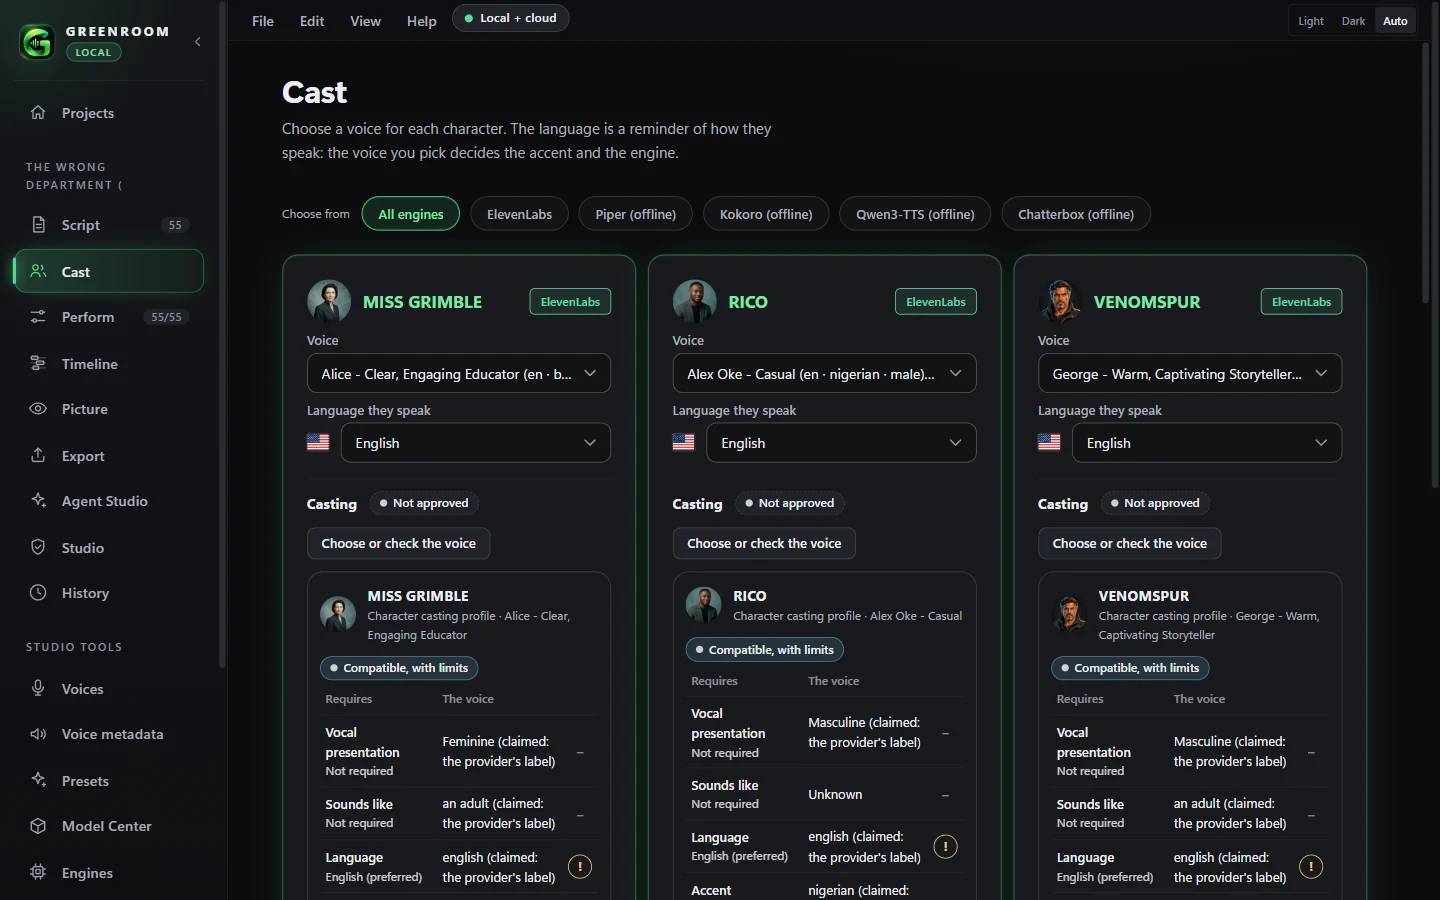 GREENROOM
LOCAL
File Edit View Help Local + cloud
Light Dark Auto
Projects
THE WRONG
DEPARTMENT (
Script 55
Cast
Perform 55/55
Timeline
Picture
Export
Agent Studio
Studio
History
STUDIO TOOLS
Voices
Voice metadata
Presets
Model Center
Engines
Cast
Choose a voice for each character. The language is a reminder of how they
speak: the voice you pick decides the accent and the engine.
Choose from All engines ElevenLabs Piper (offline) Kokoro (offline) Qwen3-TTS (offline) Chatterbox (offline)
MISS GRIMBLE ElevenLabs
Voice
Alice - Clear, Engaging Educator (en · b...
Language they speak
English
Casting Not approved
Choose or check the voice
MISS GRIMBLE
Character casting profile · Alice - Clear,
Engaging Educator
Compatible, with limits
Requires The voice
Vocal
presentation
Not required
Feminine (claimed:
the provider's label) –
Sounds like
Not required
an adult (claimed:
the provider's label) –
Language
English (preferred)
english (claimed:
the provider's label) !
RICO ElevenLabs
Voice
Alex Oke - Casual (en · nigerian · male)...
Language they speak
English
Casting Not approved
Choose or check the voice
RICO
Character casting profile · Alex Oke - Casual
Compatible, with limits
Requires The voice
Vocal
presentation
Not required
Masculine (claimed:
the provider's label) –
Sounds like
Not required
Unknown –
Language
English (preferred)
english (claimed:
the provider's label) !
Accent
nigerian (claimed:
VENOMSPUR ElevenLabs
Voice
George - Warm, Captivating Storyteller...
Language they speak
English
Casting Not approved
Choose or check the voice
VENOMSPUR
Character casting profile · George - Warm,
Captivating Storyteller
Compatible, with limits
Requires The voice
Vocal
presentation
Not required
Masculine (claimed:
the provider's label) –
Sounds like
Not required
an adult (claimed:
the provider's label) –
Language
English (preferred)
english (claimed:
the provider's label) !